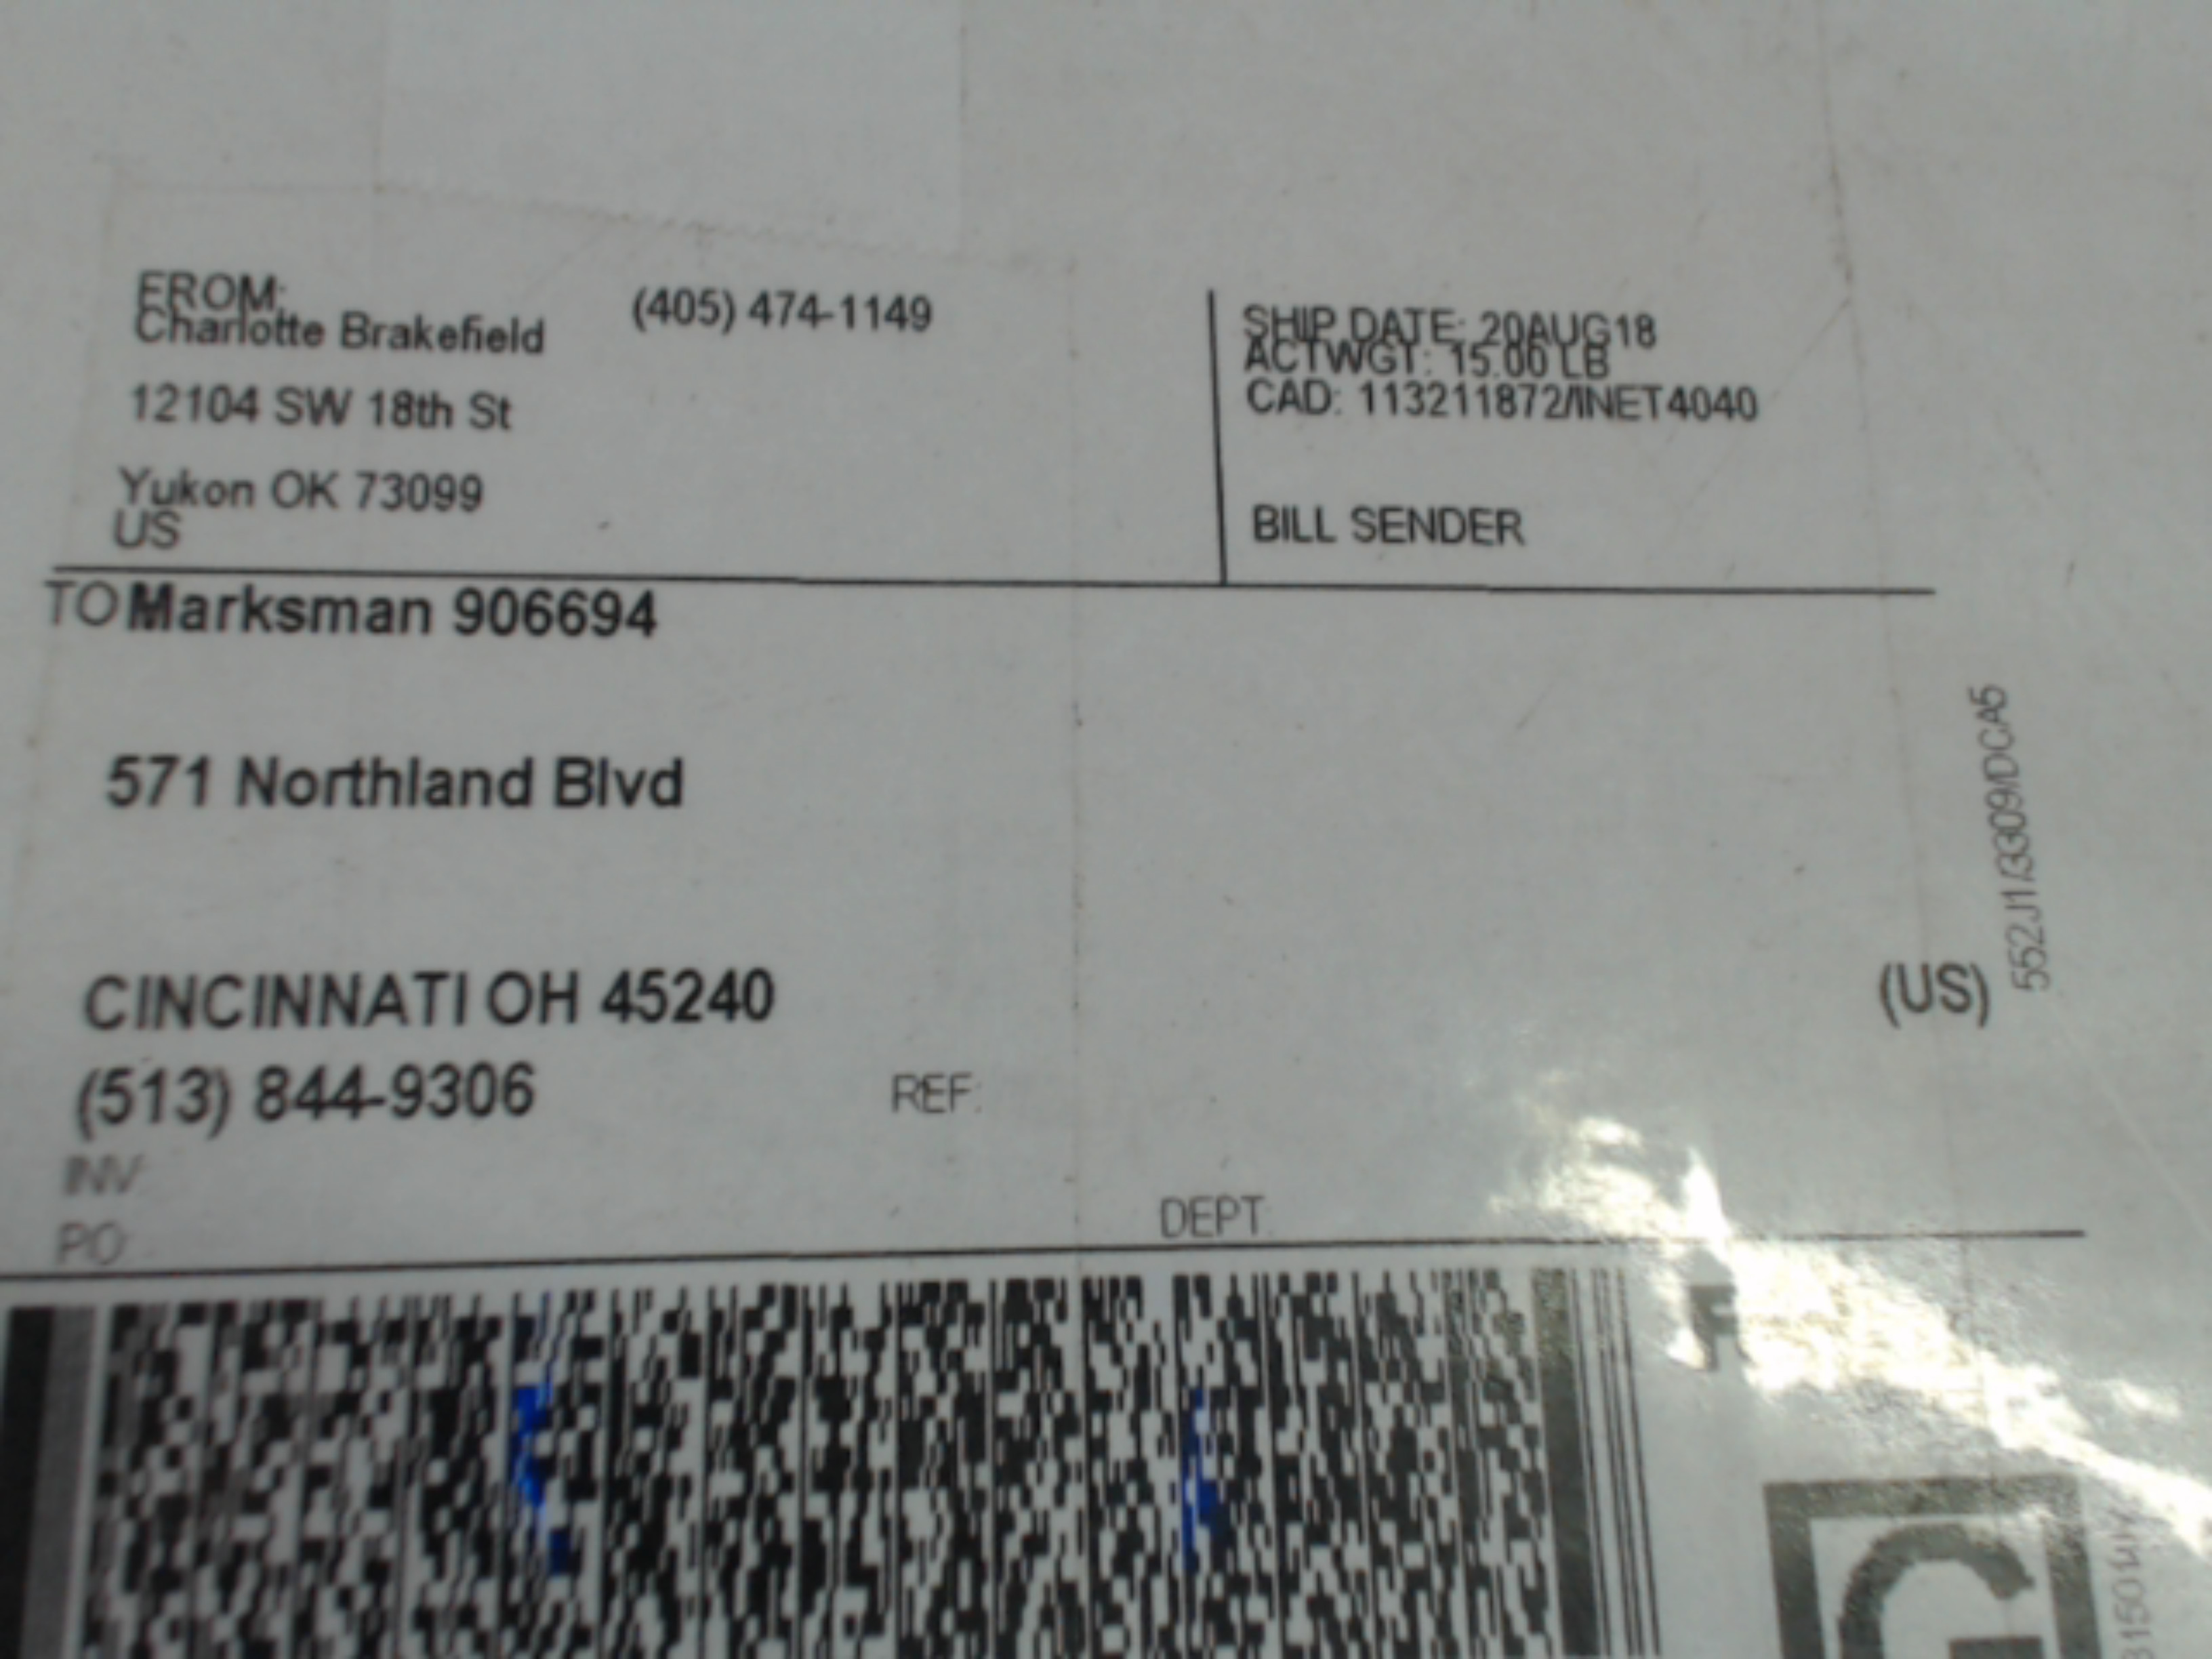 FROM:
Charlotte Brakefield
(405) 474-1149
12104 SW 18th St
Yukon OK 73099
US
SHIP DATE: 20AUG18
ACTWGT: 15.00 LB
CAD: 113211872/INET4040
BILL SENDER
TO Marksman 906694
571 Northland Blvd
CINCINNATI OH 45240
(US)
(513) 844-9306
REF:
INV:
PO:
DEPT:
552J1/3309/DCA5
F
G